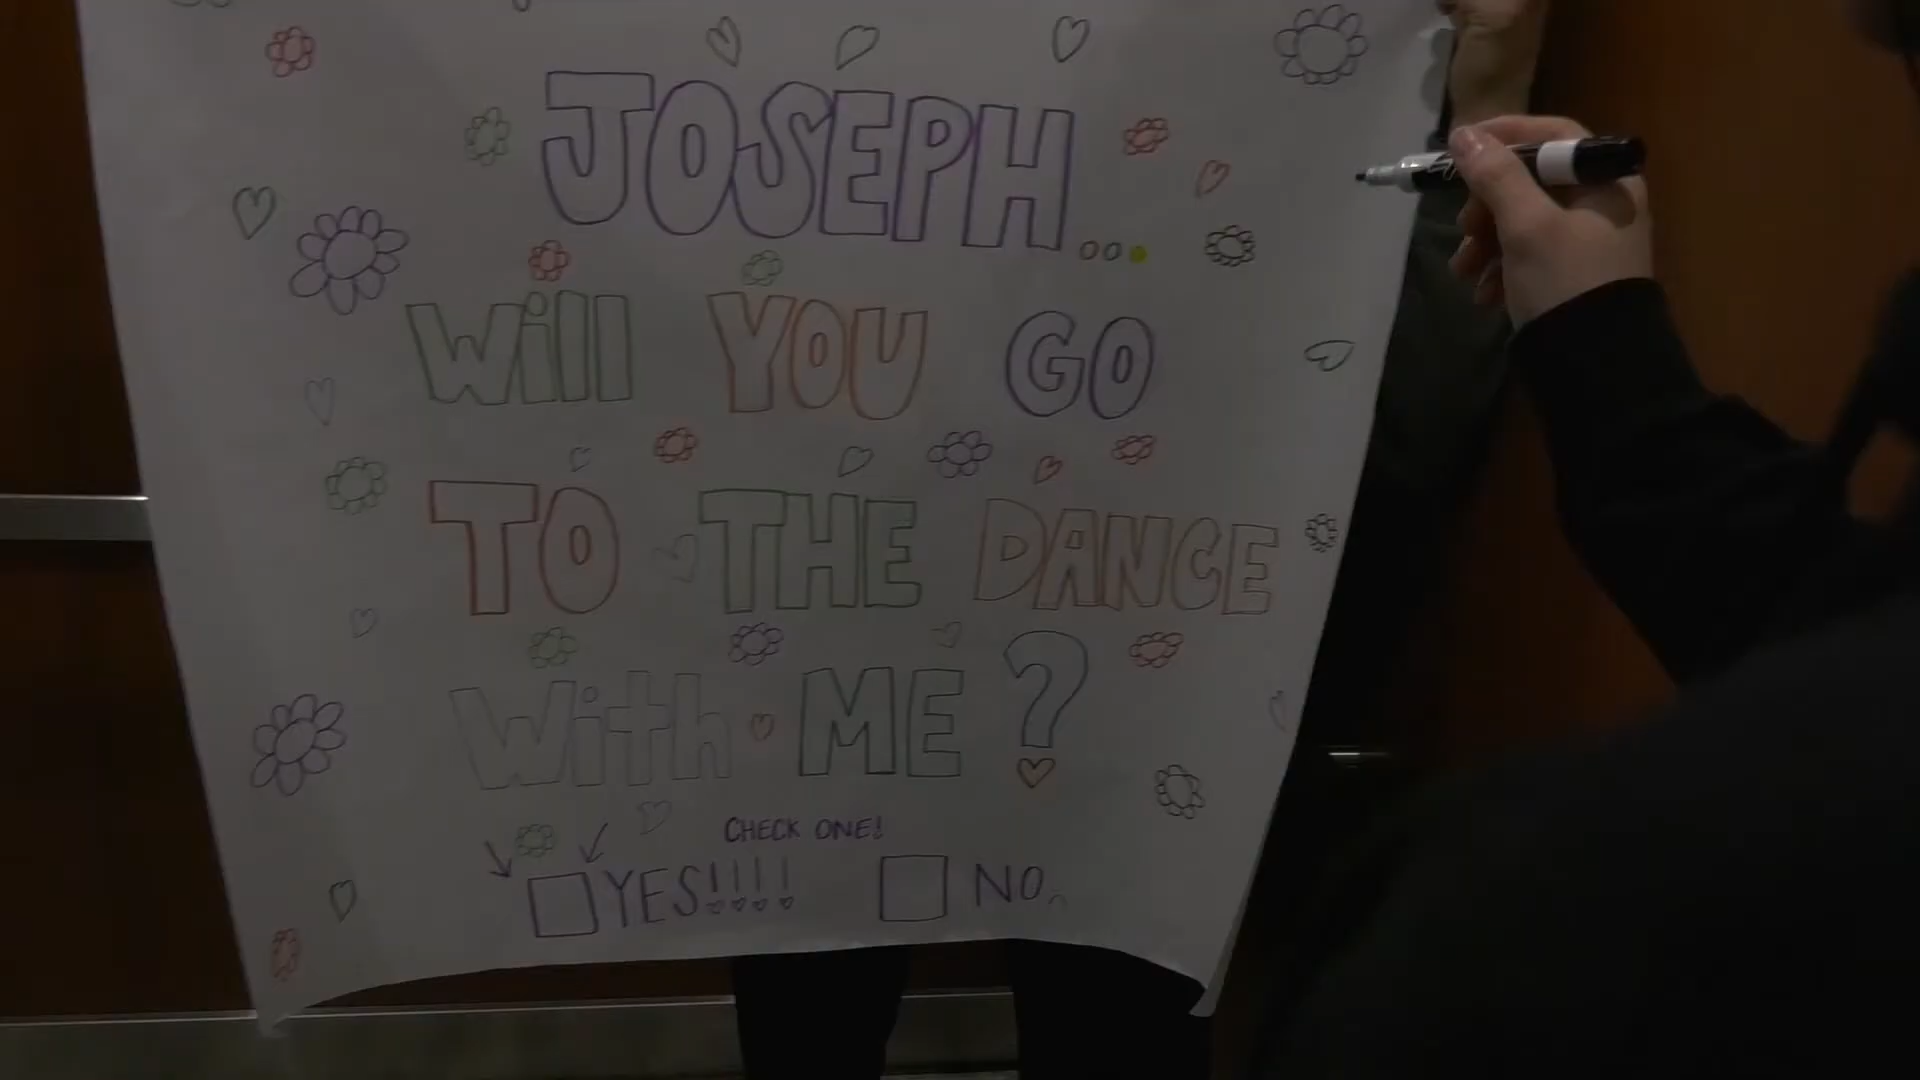 JOSEPH...
Will YOU GO
TO THE DANCE
With ME?
CHECK ONE!
YES!!!! NO.